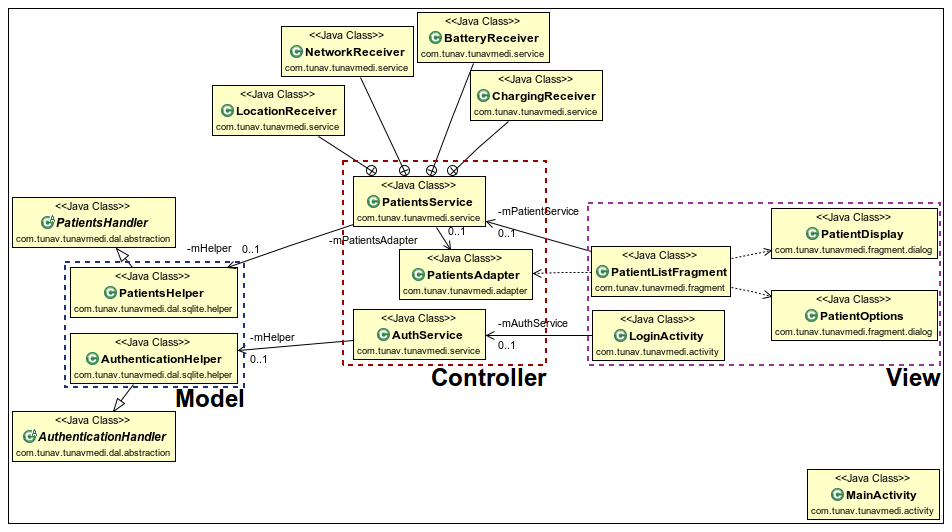 <<Java Class>>
BatteryReceiver
com.tunav.tunavmedi.service
<<Java Class>>
NetworkReceiver
com.tunav.tunavmedi.service
<<Java Class>>
ChargingReceiver
com.tunav.tunavmedi.service
<<Java Class>>
LocationReceiver
com.tunav.tunavmedi.service
<<Java Class>>
PatientsService
com.tunav.tunavmedi.service
<<Java Class>>
PatientsHandler
com.tunav.tunavmedi.dal.abstraction
-mHelper 0..1
-mPatientsAdapter
0..1
-mPatientService
0..1
<<Java Class>>
PatientDisplay
com.tunav.tunavmedi.fragment.dialog
<<Java Class>>
PatientsHelper
com.tunav.tunavmedi.dal.sqlite.helper
<<Java Class>>
PatientsAdapter
com.tunav.tunavmedi.adapter
<<Java Class>>
PatientListFragment
com.tunav.tunavmedi.fragment
<<Java Class>>
PatientOptions
com.tunav.tunavmedi.fragment.dialog
<<Java Class>>
AuthenticationHelper
com.tunav.tunavmedi.dal.sqlite.helper
-mHelper
0..1
<<Java Class>>
AuthService
com.tunav.tunavmedi.service
-mAuthService
0..1
<<Java Class>>
LoginActivity
com.tunav.tunavmedi.activity
Model
Controller
View
<<Java Class>>
AuthenticationHandler
com.tunav.tunavmedi.dal.abstraction
<<Java Class>>
MainActivity
com.tunav.tunavmedi.activity